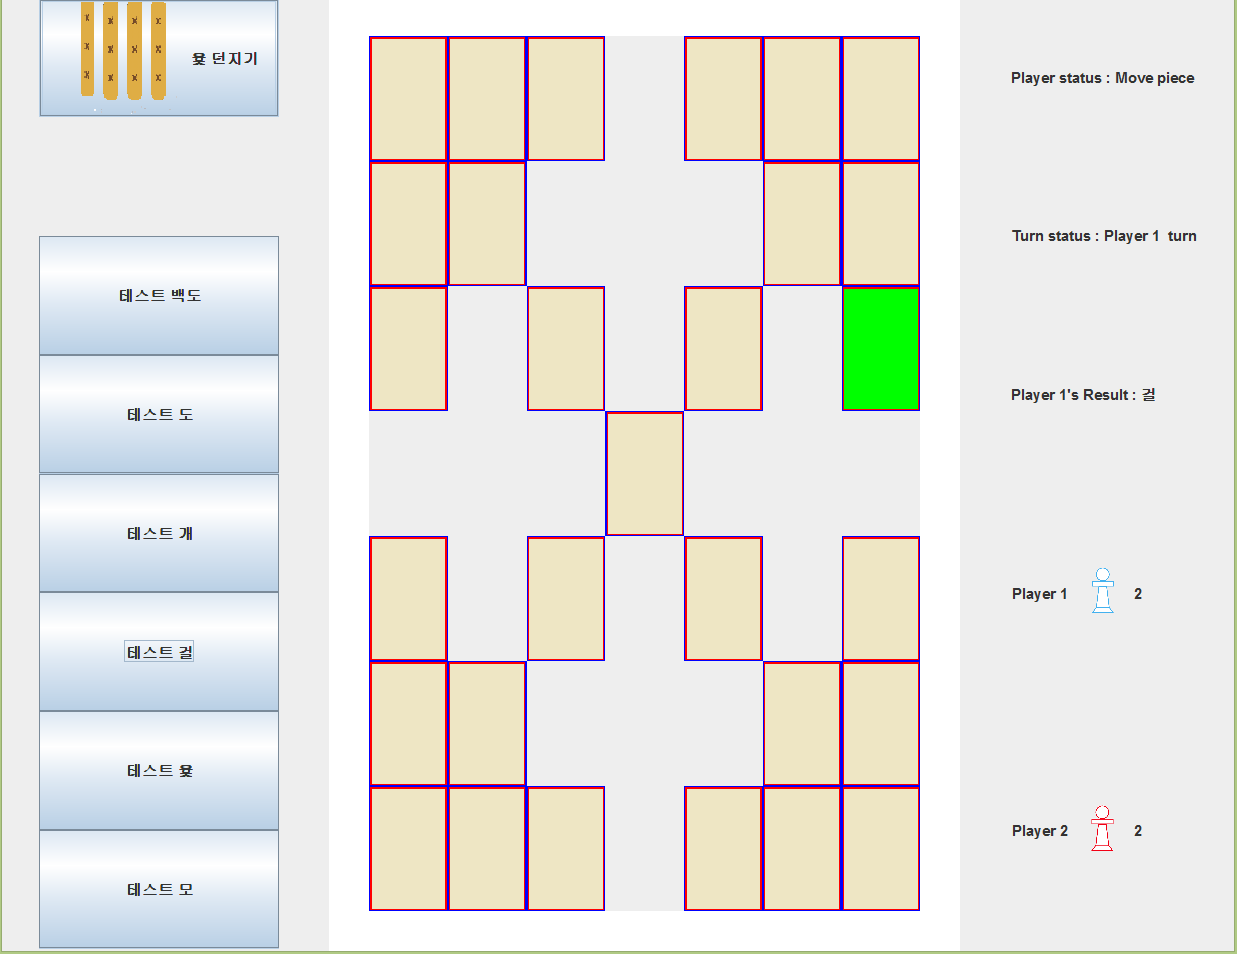 윷 던지기
테스트 백도
테스트 도
테스트 개
테스트 걸
테스트 윷
테스트 모
Player status : Move piece
Turn status : Player 1 turn
Player 1's Result : 걸
Player 1 2
Player 2 2